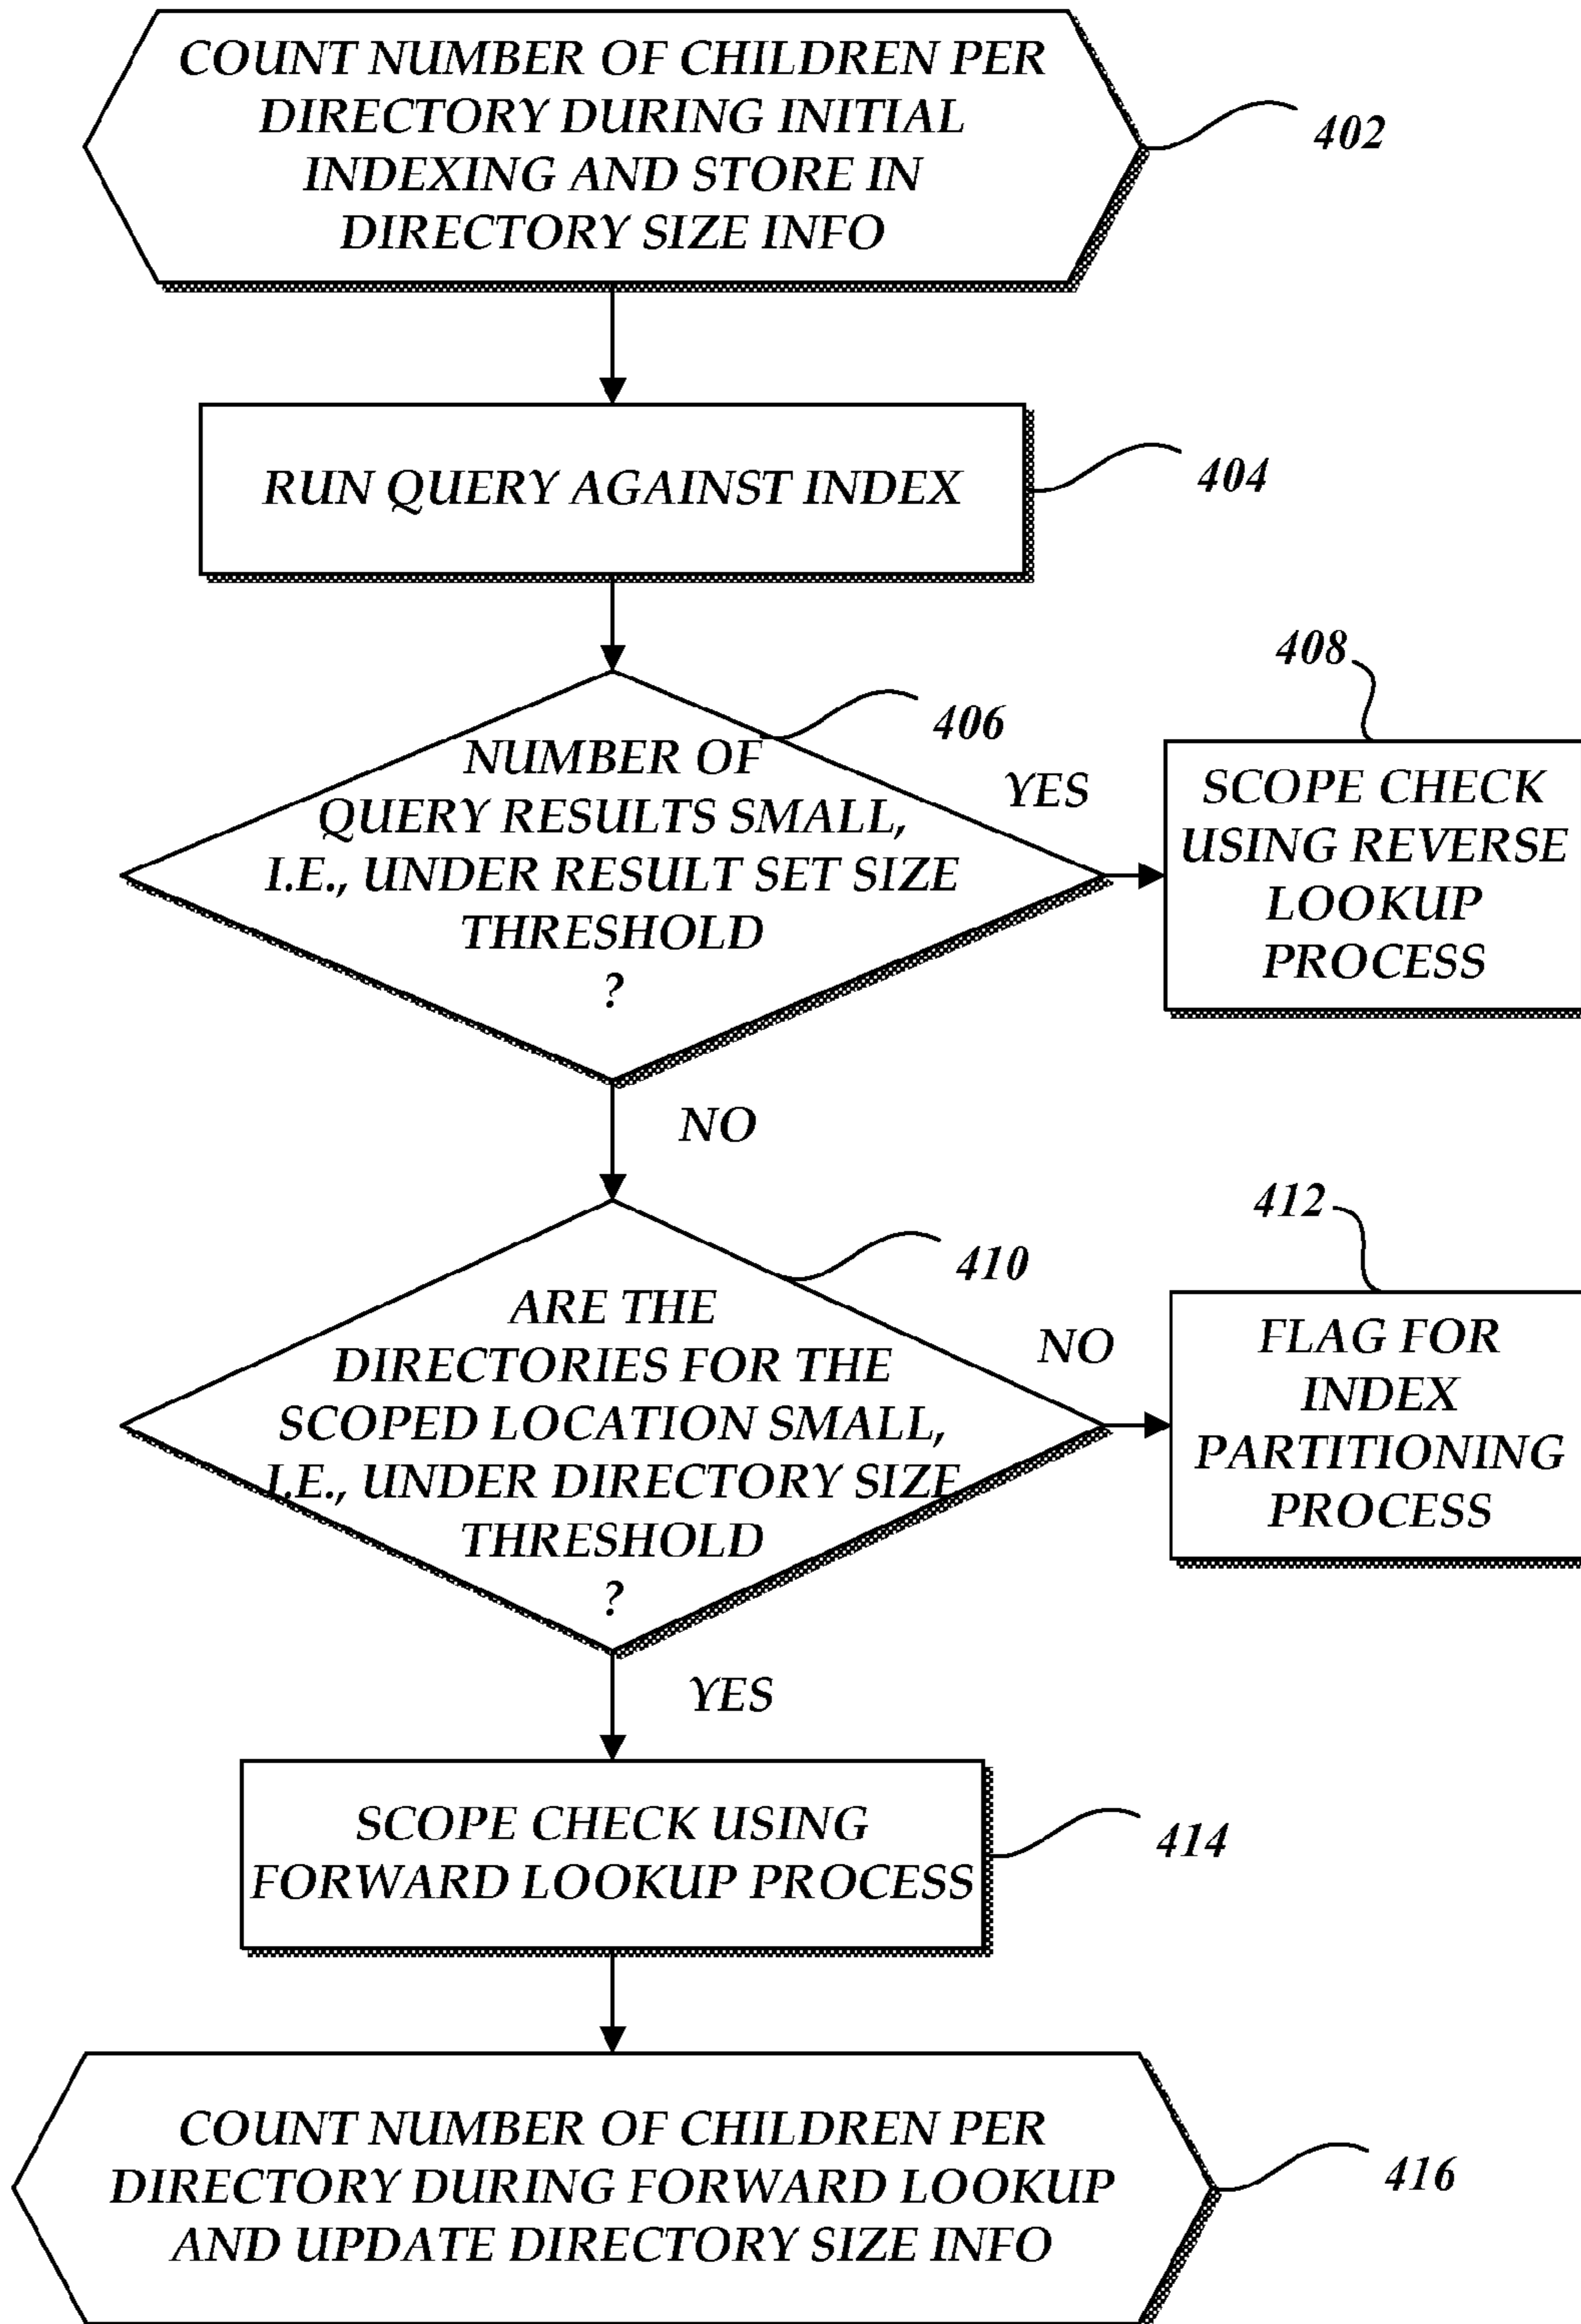 COUNT NUMBER OF CHILDREN PER
DIRECTORY DURING INITIAL
INDEXING AND STORE IN
DIRECTORY SIZE INFO
402
RUN QUERY AGAINST INDEX
404
408
406
NUMBER OF
QUERY RESULTS SMALL,
I.E., UNDER RESULT SET SIZE
THRESHOLD
?
YES
SCOPE CHECK
USING REVERSE
LOOKUP
PROCESS
NO
412
410
ARE THE
DIRECTORIES FOR THE
SCOPED LOCATION SMALL,
I.E., UNDER DIRECTORY SIZE
THRESHOLD
?
NO
FLAG FOR
INDEX
PARTITIONING
PROCESS
YES
SCOPE CHECK USING
FORWARD LOOKUP PROCESS
414
COUNT NUMBER OF CHILDREN PER
DIRECTORY DURING FORWARD LOOKUP
AND UPDATE DIRECTORY SIZE INFO
416